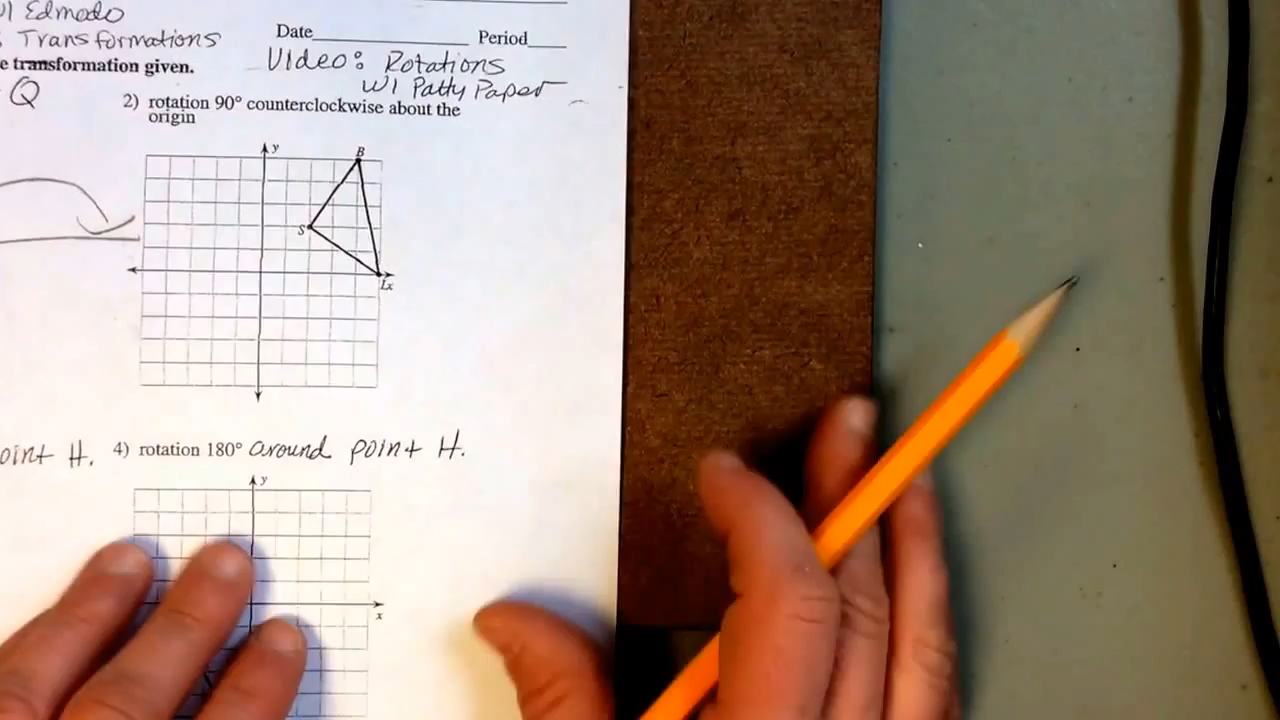 Edmodo
Transformations
Date Period
e transformation given.
Video: Rotations
W/ Patty Paper
Q
2) rotation 90° counterclockwise about the
origin
y
B
S
L x
oint H. 4) rotation 180° around point H.
y
x